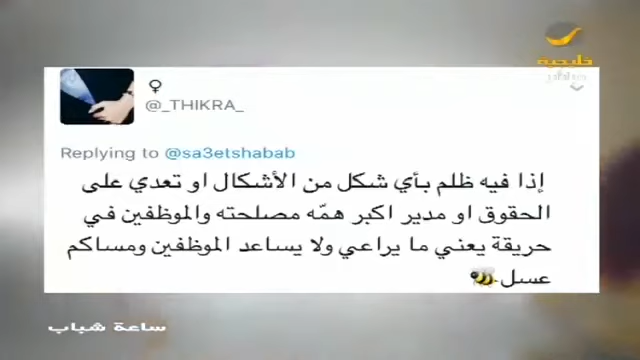 خليجية
♀
@_THIKRA_
Replying to @sa3etshabab
إذا فيه ظلم بأي شكل من الأشكال او تعدي على
الحقوق او مدير اكبر همّه مصلحته والموظفين في
حريقة يعني ما يراعي ولا يساعد الموظفين ومساكم
عسل🐝
ساعة شباب